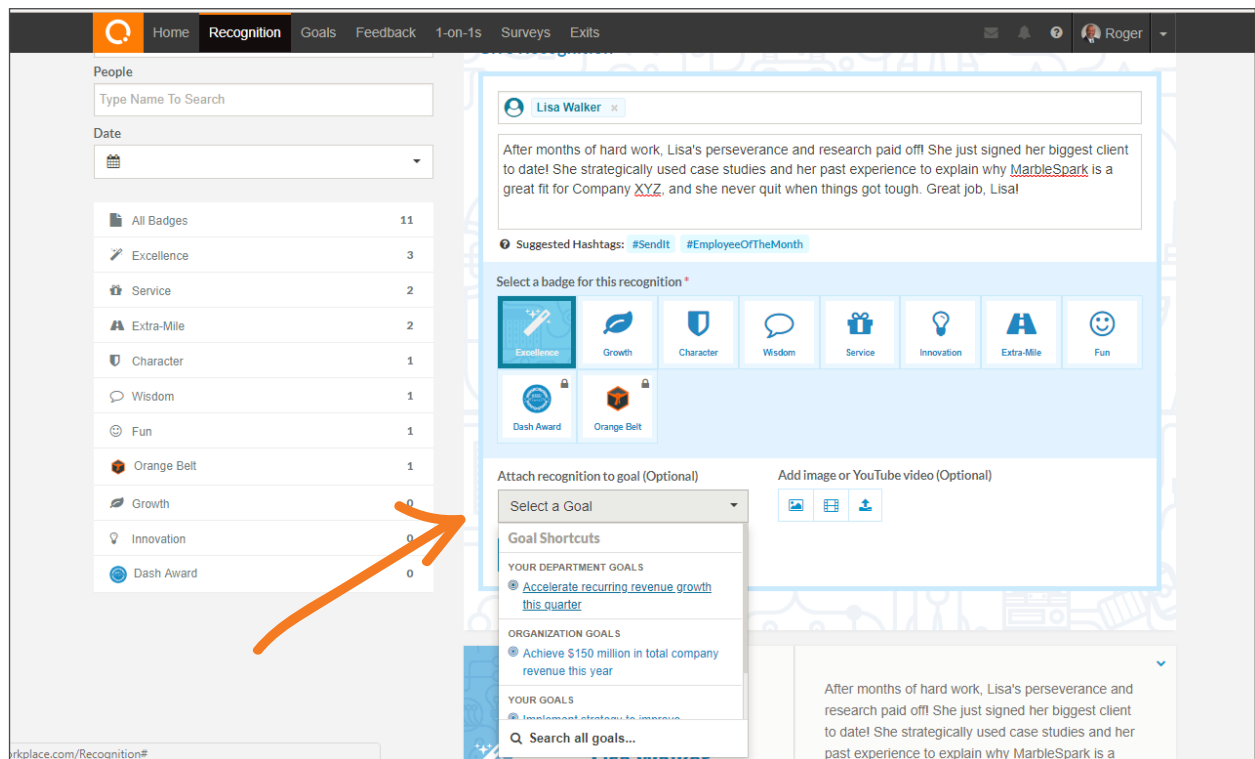 Home Recognition Goals Feedback 1-on-1s Surveys Exits Roger
People
Type Name To Search
Date
All Badges 11
Excellence 3
Service 2
Extra-Mile 2
Character 1
Wisdom 1
Fun 1
Orange Belt 1
Growth 0
Innovation 0
Dash Award 0
Recognition
Lisa Walker ×
After months of hard work, Lisa's perseverance and research paid off! She just signed her biggest client
to date! She strategically used case studies and her past experience to explain why MarbleSpark is a
great fit for Company XYZ, and she never quit when things got tough. Great job, Lisa!
Suggested Hashtags: #SendIt #EmployeeOfTheMonth
Select a badge for this recognition *
Excellence Growth Character Wisdom Service Innovation Extra-Mile Fun
Dash Award Orange Belt
Attach recognition to goal (Optional)
Select a Goal
Goal Shortcuts
YOUR DEPARTMENT GOALS
Accelerate recurring revenue growth
this quarter
ORGANIZATION GOALS
Achieve $150 million in total company
revenue this year
YOUR GOALS
Implement strategy to improve
Search all goals...
Add image or YouTube video (Optional)
After months of hard work, Lisa's perseverance and
research paid off! She just signed her biggest client
to date! She strategically used case studies and her
past experience to explain why MarbleSpark is a
Lisa Walker
orkplace.com/Recognition#